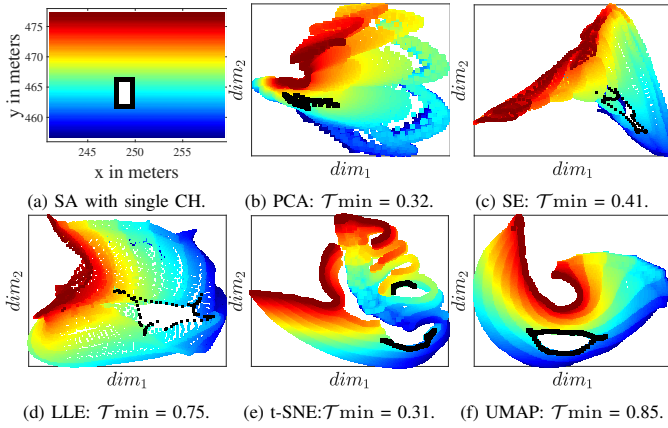 y in meters
475
470
465
460
245 250 255
x in meters
(a) SA with single CH.
dim₂
dim₁
(b) PCA: 𝒯min = 0.32.
dim₂
dim₁
(c) SE: 𝒯min = 0.41.
dim₂
dim₁
(d) LLE: 𝒯min = 0.75.
dim₂
dim₁
(e) t-SNE:𝒯min = 0.31.
dim₂
dim₁
(f) UMAP: 𝒯min = 0.85.